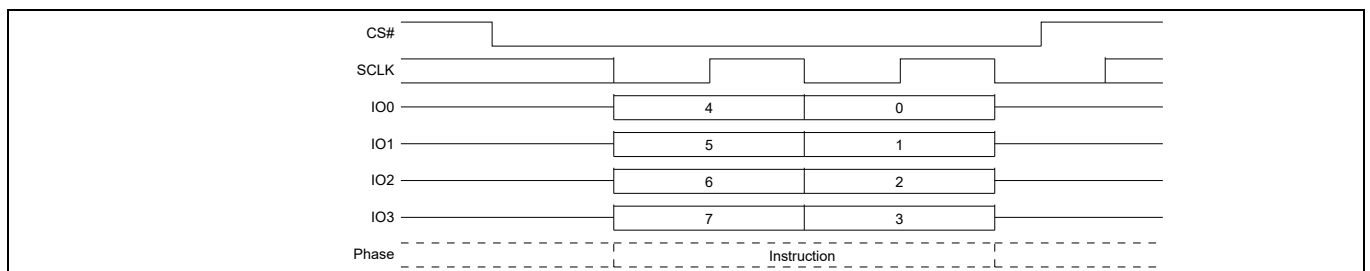 CS#
SCLK
IO0 4 0
IO1 5 1
IO2 6 2
IO3 7 3
Phase Instruction